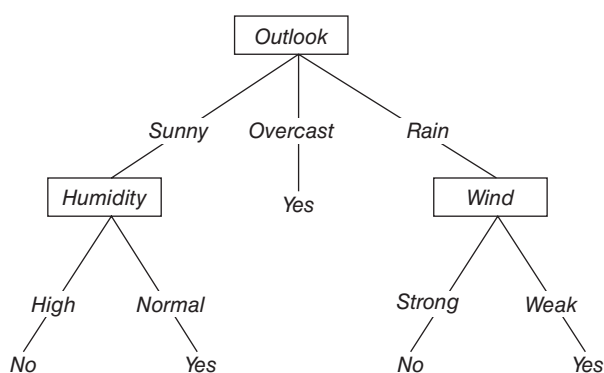 Outlook
Sunny Overcast Rain
Humidity Yes Wind
High Normal Strong Weak
No Yes No Yes